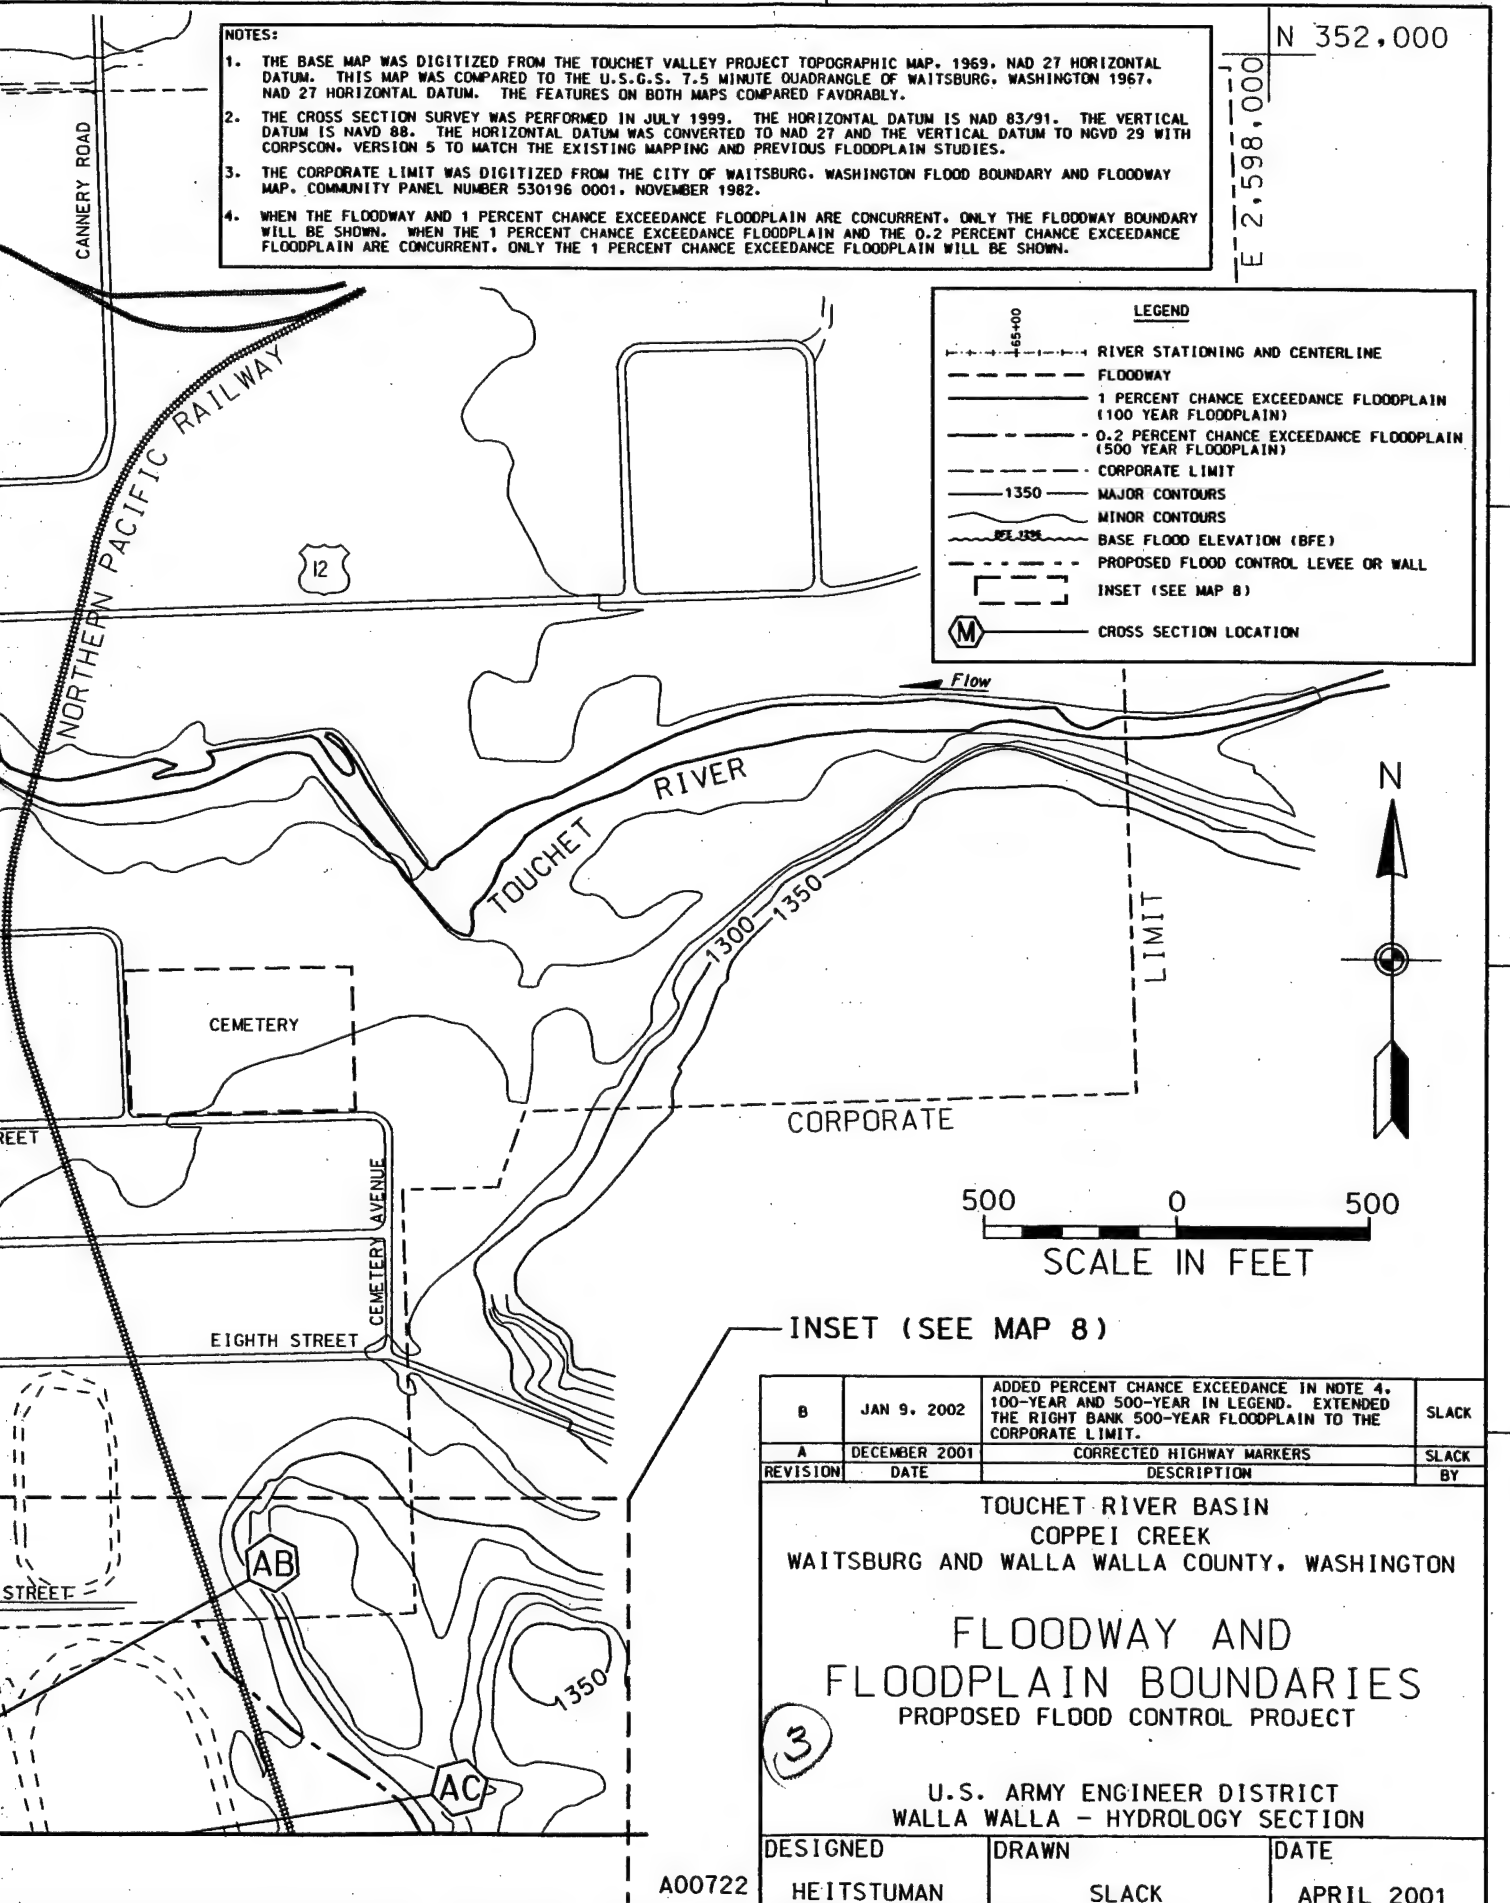 NOTES:
1. THE BASE MAP WAS DIGITIZED FROM THE TOUCHET VALLEY PROJECT TOPOGRAPHIC MAP, 1969, NAD 27 HORIZONTAL
DATUM. THIS MAP WAS COMPARED TO THE U.S.G.S. 7.5 MINUTE QUADRANGLE OF WAITSBURG, WASHINGTON 1967,
NAD 27 HORIZONTAL DATUM. THE FEATURES ON BOTH MAPS COMPARED FAVORABLY.
2. THE CROSS SECTION SURVEY WAS PERFORMED IN JULY 1999. THE HORIZONTAL DATUM IS NAD 83/91. THE VERTICAL
DATUM IS NAVD 88. THE HORIZONTAL DATUM WAS CONVERTED TO NAD 27 AND THE VERTICAL DATUM TO NGVD 29 WITH
CORPSCON, VERSION 5 TO MATCH THE EXISTING MAPPING AND PREVIOUS FLOODPLAIN STUDIES.
3. THE CORPORATE LIMIT WAS DIGITIZED FROM THE CITY OF WAITSBURG, WASHINGTON FLOOD BOUNDARY AND FLOODWAY
MAP, COMMUNITY PANEL NUMBER 530196 0001, NOVEMBER 1982.
4. WHEN THE FLOODWAY AND 1 PERCENT CHANCE EXCEEDANCE FLOODPLAIN ARE CONCURRENT, ONLY THE FLOODWAY BOUNDARY
WILL BE SHOWN. WHEN THE 1 PERCENT CHANCE EXCEEDANCE FLOODPLAIN AND THE 0.2 PERCENT CHANCE EXCEEDANCE
FLOODPLAIN ARE CONCURRENT, ONLY THE 1 PERCENT CHANCE EXCEEDANCE FLOODPLAIN WILL BE SHOWN.
N 352,000
E 2,598,000
CANNERY ROAD
LEGEND
65+00
RIVER STATIONING AND CENTERLINE
FLOODWAY
1 PERCENT CHANCE EXCEEDANCE FLOODPLAIN
(100 YEAR FLOODPLAIN)
0.2 PERCENT CHANCE EXCEEDANCE FLOODPLAIN
(500 YEAR FLOODPLAIN)
CORPORATE LIMIT
1350 MAJOR CONTOURS
MINOR CONTOURS
BASE FLOOD ELEVATION (BFE)
PROPOSED FLOOD CONTROL LEVEE OR WALL
INSET (SEE MAP 8)
M CROSS SECTION LOCATION
NORTHERN PACIFIC RAILWAY
12
Flow
TOUCHET RIVER
N
1300
1350
LIMIT
CEMETERY
CORPORATE
REET
CEMETERY AVENUE
500 0 500
SCALE IN FEET
EIGHTH STREET
INSET (SEE MAP 8)
B JAN 9, 2002 ADDED PERCENT CHANCE EXCEEDANCE IN NOTE 4,
100-YEAR AND 500-YEAR IN LEGEND. EXTENDED
THE RIGHT BANK 500-YEAR FLOODPLAIN TO THE
CORPORATE LIMIT. SLACK
A DECEMBER 2001 CORRECTED HIGHWAY MARKERS SLACK
REVISION DATE DESCRIPTION BY
TOUCHET RIVER BASIN
COPPEI CREEK
WAITSBURG AND WALLA WALLA COUNTY, WASHINGTON
AB
STREET
FLOODWAY AND
FLOODPLAIN BOUNDARIES
PROPOSED FLOOD CONTROL PROJECT
1350
3
AC
U.S. ARMY ENGINEER DISTRICT
WALLA WALLA - HYDROLOGY SECTION
DESIGNED DRAWN DATE
A00722
HEITSTUMAN SLACK APRIL 2001